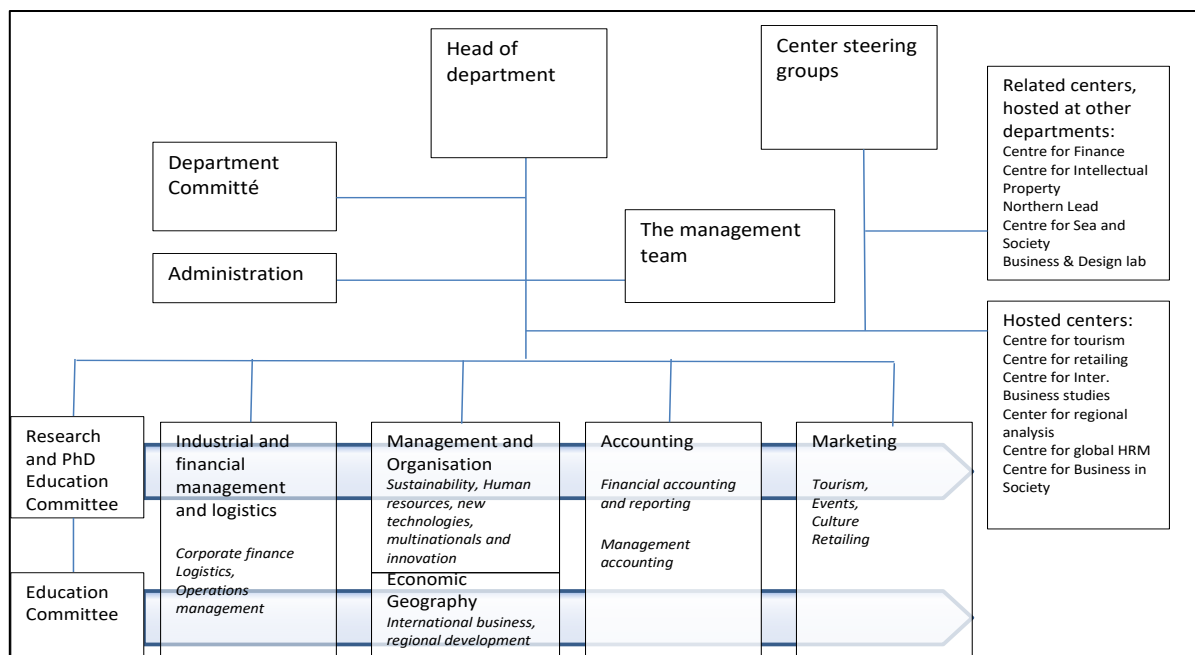 Head of
department
Center steering
groups
Related centers,
hosted at other
departments:
Centre for Finance
Centre for Intellectual
Property
Northern Lead
Centre for Sea and
Society
Business & Design lab
Department
Committé
The management
team
Administration
Hosted centers:
Centre for tourism
Centre for retailing
Centre for Inter.
Business studies
Center for regional
analysis
Centre for global HRM
Centre for Business in
Society
Research
and PhD
Education
Committee
Industrial and
financial
management
and logistics
Corporate finance
Logistics,
Operations
management
Management and
Organisation
Sustainability, Human
resources, new
technologies,
multinationals and
innovation
Accounting
Financial accounting
and reporting
Management
accounting
Marketing
Tourism,
Events,
Culture
Retailing
Education
Committee
Economic
Geography
International business,
regional development